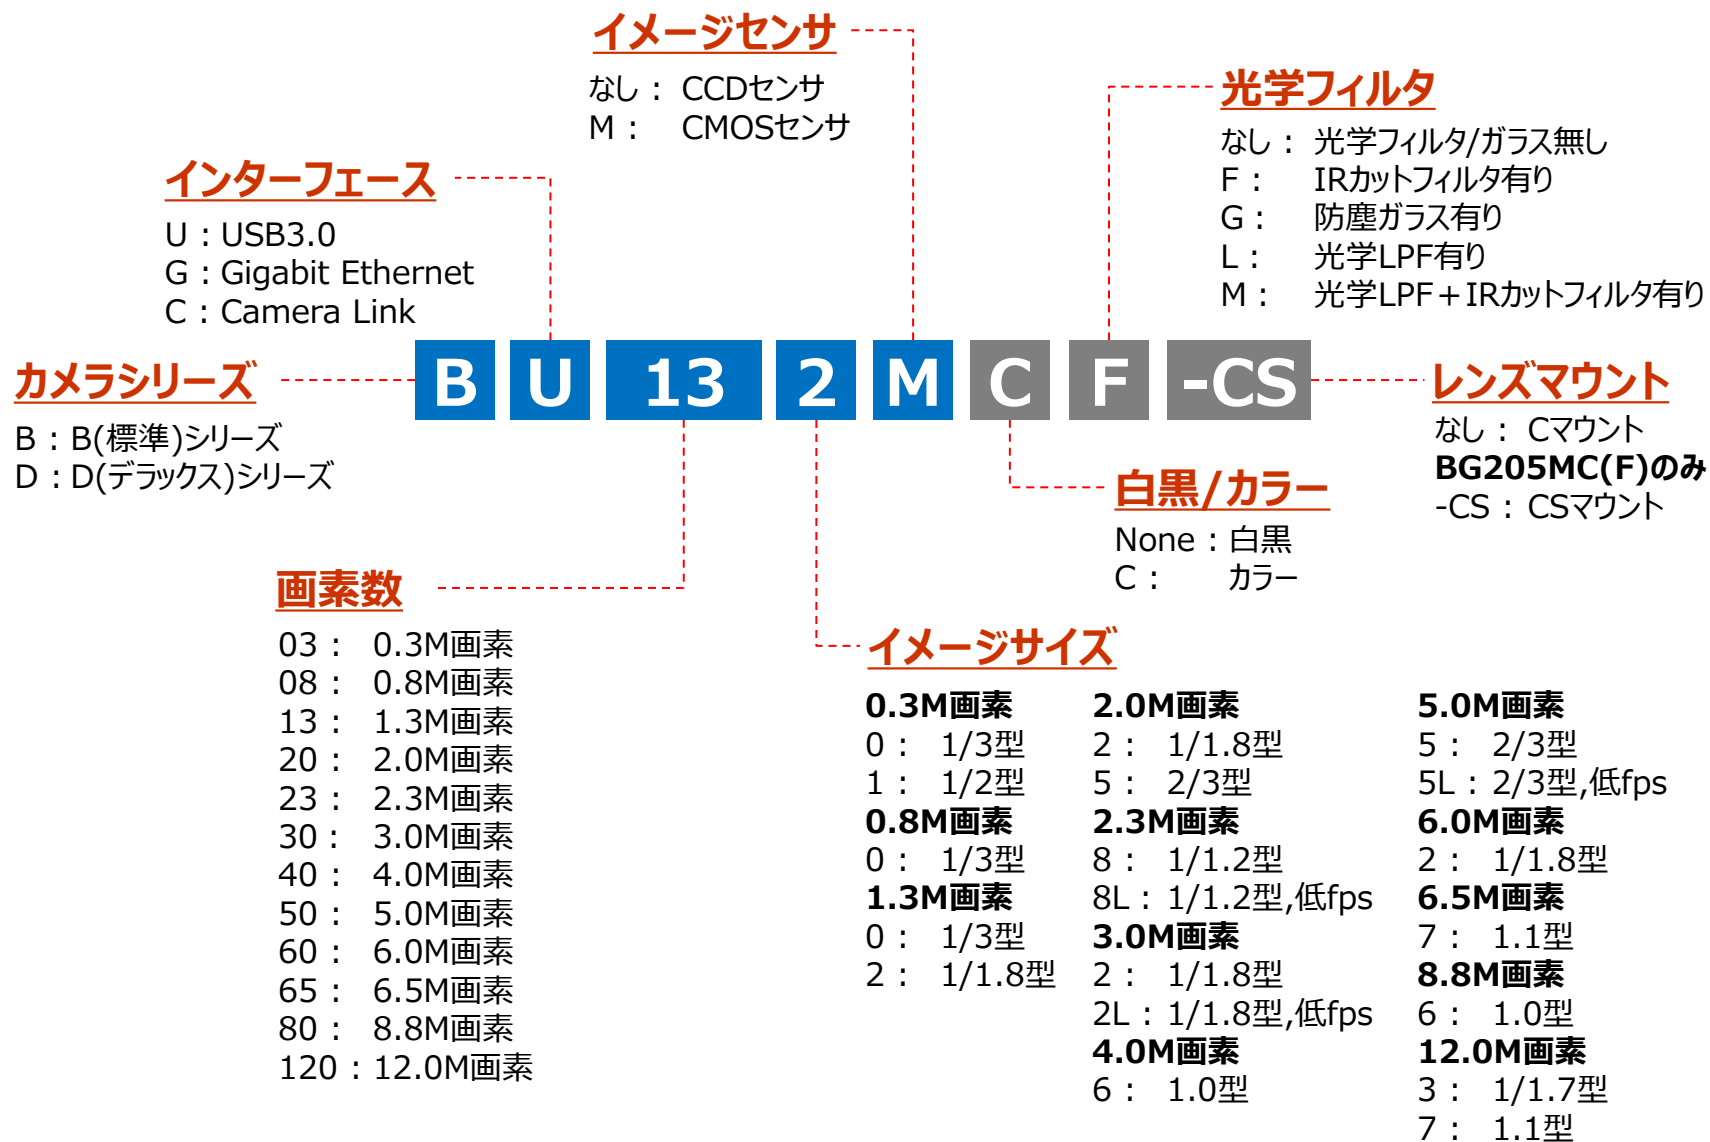 イメージセンサ
なし： CCDセンサ
M： CMOSセンサ
光学フィルタ
なし： 光学フィルタ/ガラス無し
F： IRカットフィルタ有り
G： 防塵ガラス有り
L： 光学LPF有り
M： 光学LPF＋IRカットフィルタ有り
インターフェース
U：USB3.0
G：Gigabit Ethernet
C：Camera Link
B U 13 2 M C F -CS
カメラシリーズ
B：B(標準)シリーズ
D：D(デラックス)シリーズ
レンズマウント
なし： Cマウント
BG205MC(F)のみ
-CS：CSマウント
白黒/カラー
None：白黒
C： カラー
画素数
03： 0.3M画素
08： 0.8M画素
13： 1.3M画素
20： 2.0M画素
23： 2.3M画素
30： 3.0M画素
40： 4.0M画素
50： 5.0M画素
60： 6.0M画素
65： 6.5M画素
80： 8.8M画素
120：12.0M画素
イメージサイズ
0.3M画素
0： 1/3型
1： 1/2型
0.8M画素
0： 1/3型
1.3M画素
0： 1/3型
2： 1/1.8型
2.0M画素
2： 1/1.8型
5： 2/3型
2.3M画素
8： 1/1.2型
8L：1/1.2型,低fps
3.0M画素
2： 1/1.8型
2L：1/1.8型,低fps
4.0M画素
6： 1.0型
5.0M画素
5： 2/3型
5L：2/3型,低fps
6.0M画素
2： 1/1.8型
6.5M画素
7： 1.1型
8.8M画素
6： 1.0型
12.0M画素
3： 1/1.7型
7： 1.1型